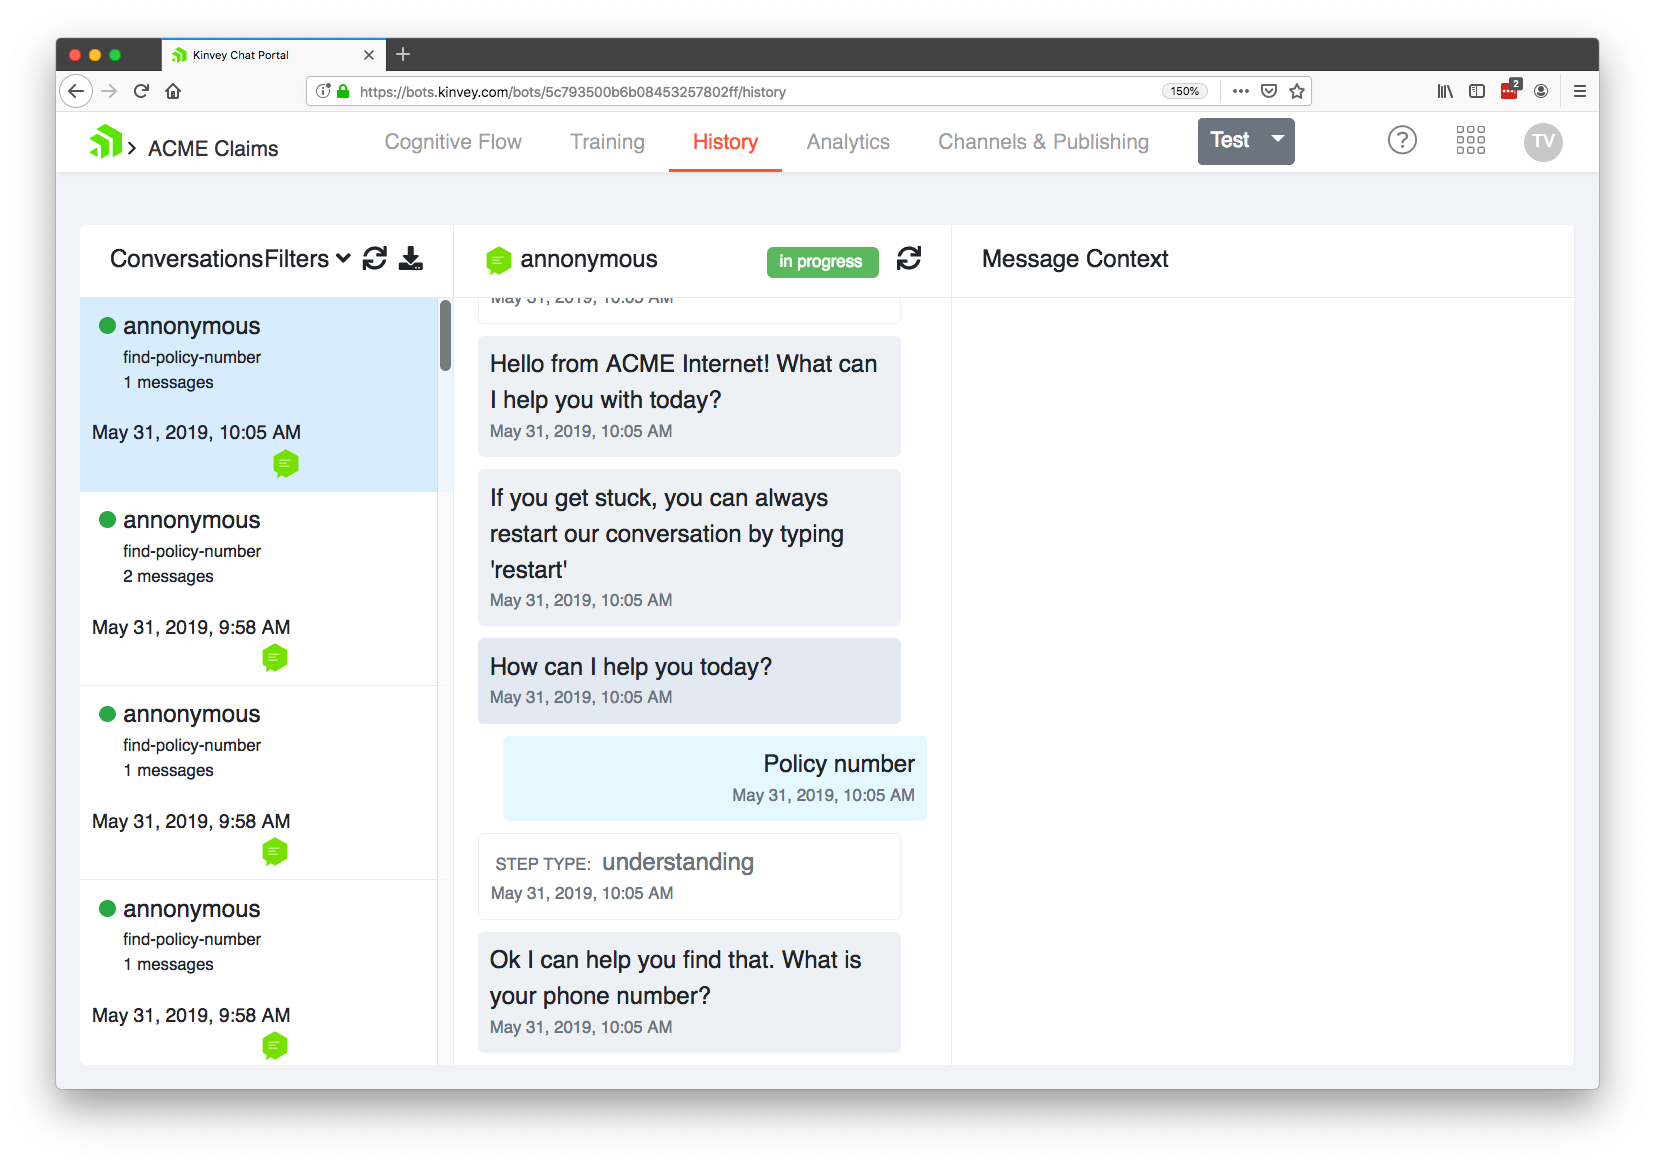 Kinvey Chat Portal
https://bots.kinvey.com/bots/5c793500b6b08453257802ff/history
150%
2
ACME Claims
Cognitive Flow
Training
History
Analytics
Channels & Publishing
Test
?
TV
Conversations
Filters
annonymous
find-policy-number
1 messages
May 31, 2019, 10:05 AM
annonymous
find-policy-number
2 messages
May 31, 2019, 9:58 AM
annonymous
find-policy-number
1 messages
May 31, 2019, 9:58 AM
annonymous
find-policy-number
1 messages
May 31, 2019, 9:58 AM
annonymous
in progress
May 31, 2019, 10:05 AM
Hello from ACME Internet! What can
I help you with today?
May 31, 2019, 10:05 AM
If you get stuck, you can always
restart our conversation by typing
'restart'
May 31, 2019, 10:05 AM
How can I help you today?
May 31, 2019, 10:05 AM
Policy number
May 31, 2019, 10:05 AM
STEP TYPE: understanding
May 31, 2019, 10:05 AM
Ok I can help you find that. What is
your phone number?
May 31, 2019, 10:05 AM
Message Context